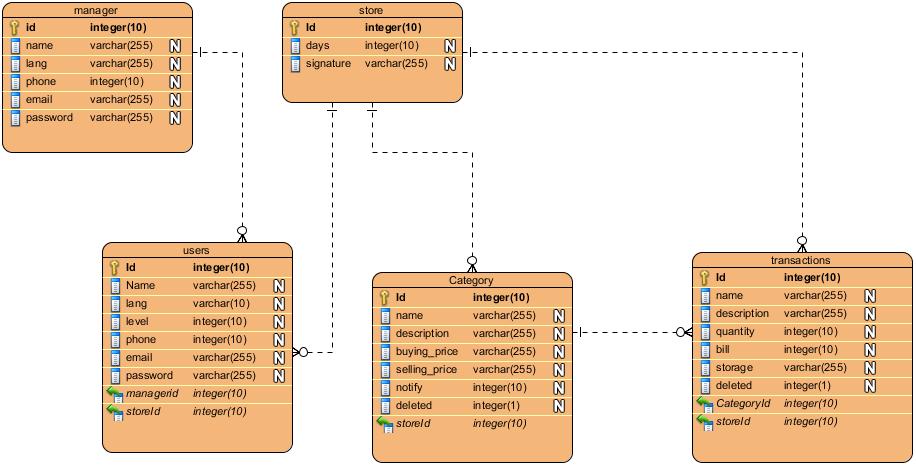 manager
id integer(10)
name varchar(255) N
lang varchar(255) N
phone integer(10) N
email varchar(255) N
password varchar(255) N
store
Id integer(10)
days integer(10) N
signature varchar(255) N
users
Id integer(10)
Name varchar(255) N
lang varchar(10) N
level integer(10) N
phone integer(10) N
email varchar(255) N
password varchar(255) N
managerid integer(10)
storeId integer(10)
Category
Id integer(10)
name varchar(255) N
description varchar(255) N
buying_price varchar(255) N
selling_price varchar(255) N
notify integer(10) N
deleted integer(1) N
storeId integer(10)
transactions
Id integer(10)
name varchar(255) N
description varchar(255) N
quantity integer(10) N
bill integer(10) N
storage varchar(255) N
deleted integer(1) N
CategoryId integer(10)
storeId integer(10)